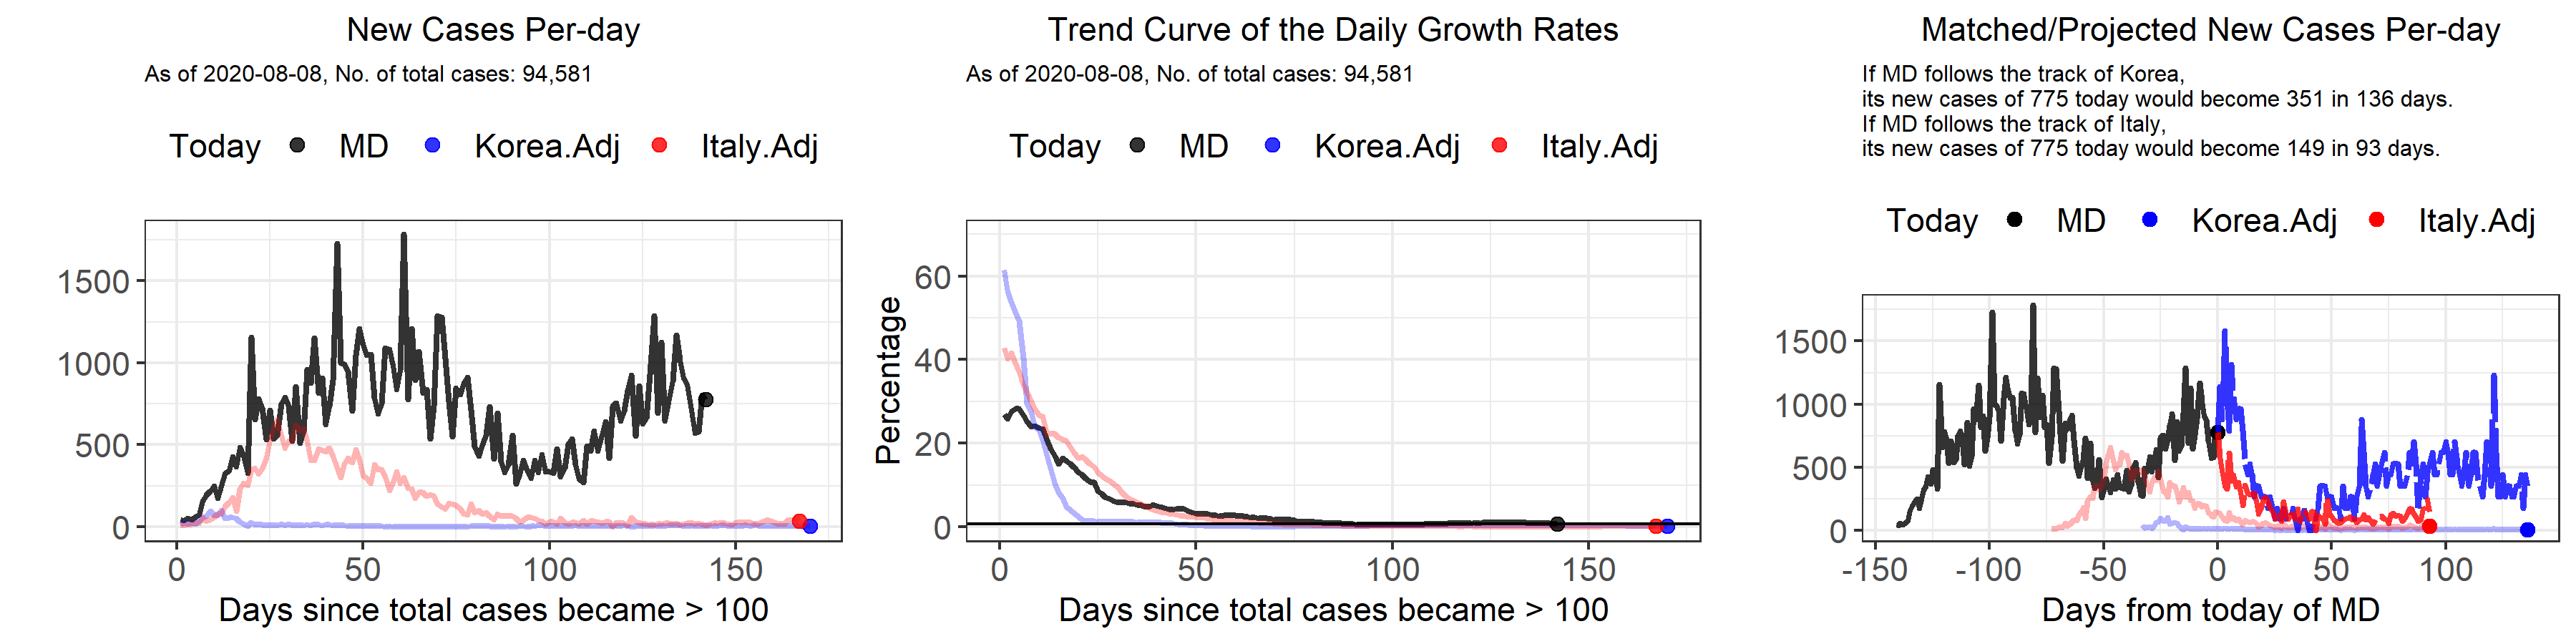 New Cases Per-day
As of 2020-08-08, No. of total cases: 94,581
Today MD Korea.Adj Italy.Adj
1500
1000
500
0
0 50 100 150
Days since total cases became > 100
Trend Curve of the Daily Growth Rates
As of 2020-08-08, No. of total cases: 94,581
Today MD Korea.Adj Italy.Adj
Percentage
60
40
20
0
0 50 100 150
Days since total cases became > 100
Matched/Projected New Cases Per-day
If MD follows the track of Korea,
its new cases of 775 today would become 351 in 136 days.
If MD follows the track of Italy,
its new cases of 775 today would become 149 in 93 days.
Today MD Korea.Adj Italy.Adj
1500
1000
500
0
-150 -100 -50 0 50 100
Days from today of MD